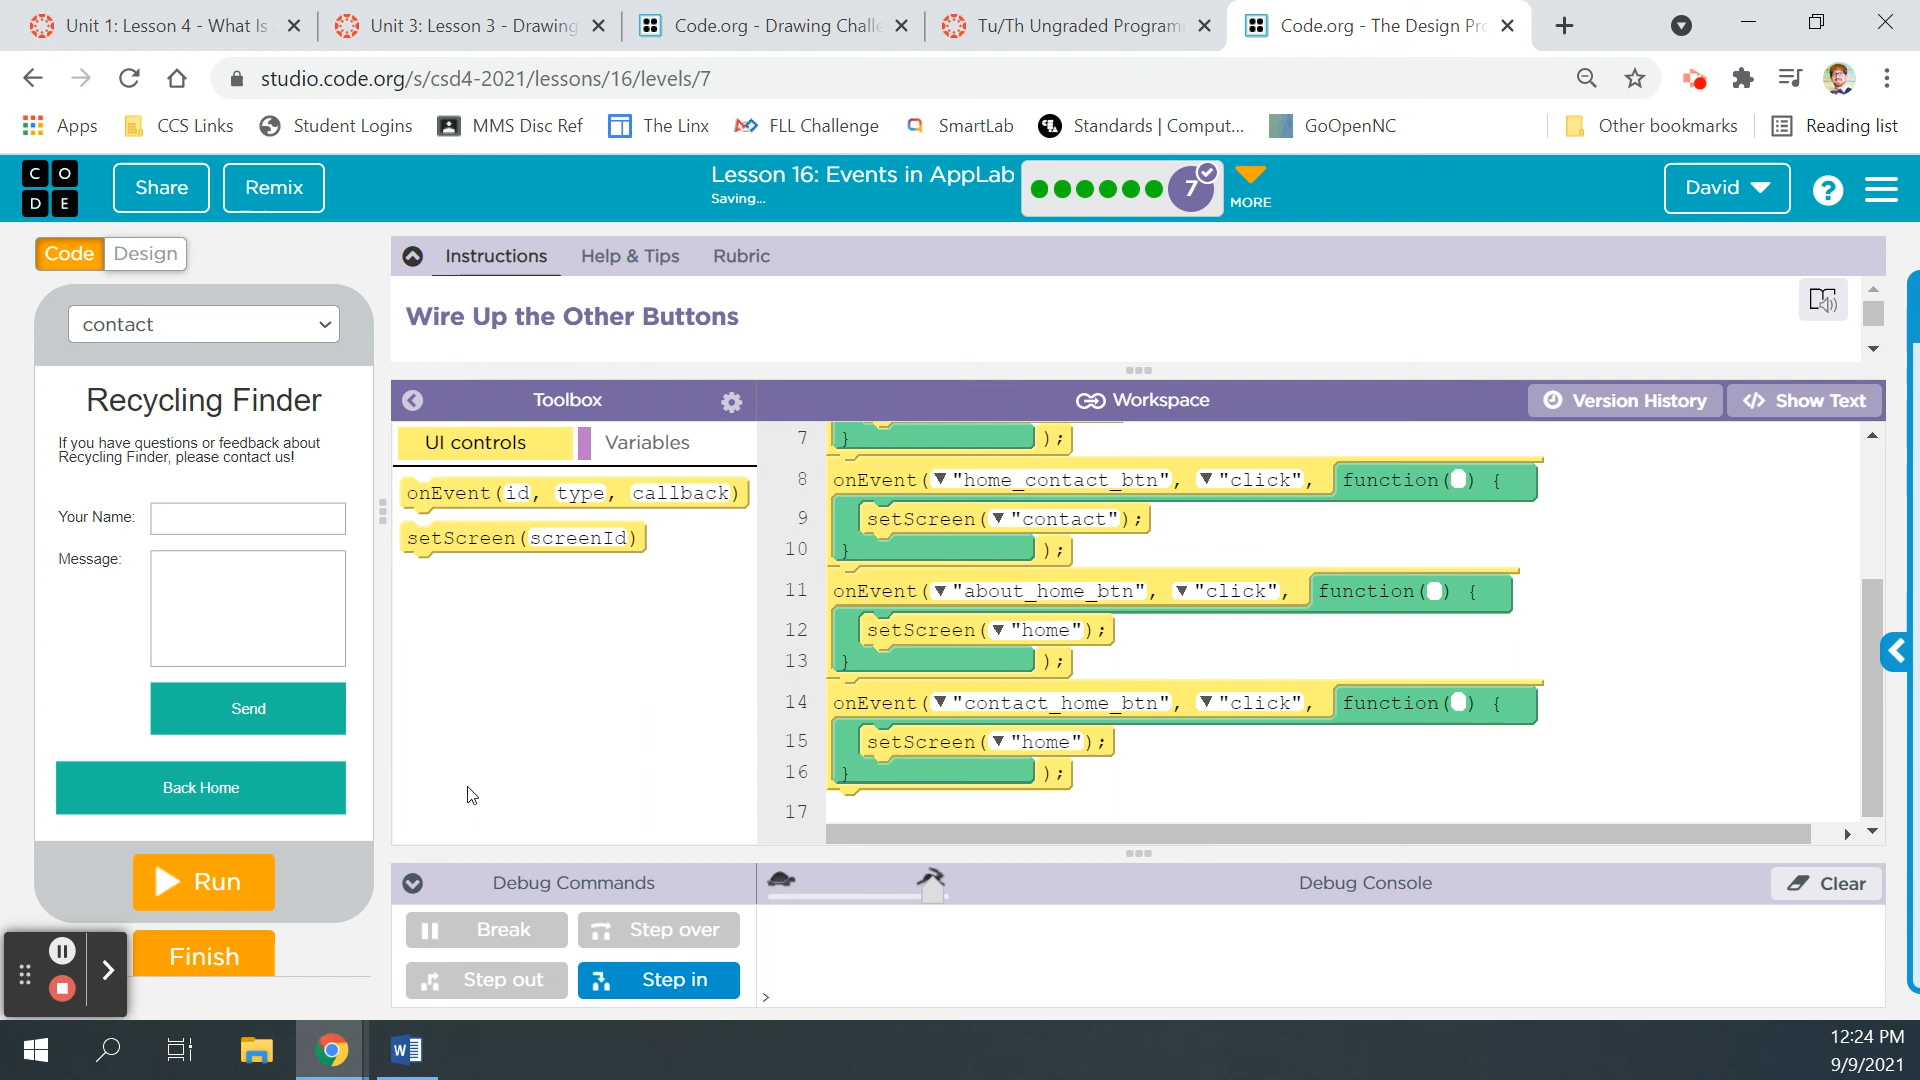 Unit 1: Lesson 4 - What Is
Unit 3: Lesson 3 - Drawing
Code.org - Drawing Challe
Tu/Th Ungraded Program
Code.org - The Design Pro
studio.code.org/s/csd4-2021/lessons/16/levels/7
Apps
CCS Links
Student Logins
MMS Disc Ref
The Linx
FLL Challenge
SmartLab
Standards | Comput...
GoOpenNC
Other bookmarks
Reading list
C O
D E
Share
Remix
Lesson 16: Events in AppLab
Saving...
7
MORE
David
?
Code
Design
Instructions
Help & Tips
Rubric
contact
Wire Up the Other Buttons
Recycling Finder
If you have questions or feedback about
Recycling Finder, please contact us!
Your Name:
Message:
Send
Back Home
Run
Finish
Toolbox
Workspace
Version History
</> Show Text
UI controls
Variables
onEvent(id, type, callback)
setScreen(screenId)
7 } );
8 onEvent(▼"home_contact_btn", ▼"click", function( ) {
9 setScreen(▼"contact");
10 } );
11 onEvent(▼"about_home_btn", ▼"click", function( ) {
12 setScreen(▼"home");
13 } );
14 onEvent(▼"contact_home_btn", ▼"click", function( ) {
15 setScreen(▼"home");
16 } );
17
Debug Commands
Debug Console
Clear
Break
Step over
Step out
Step in
>
W
12:24 PM
9/9/2021